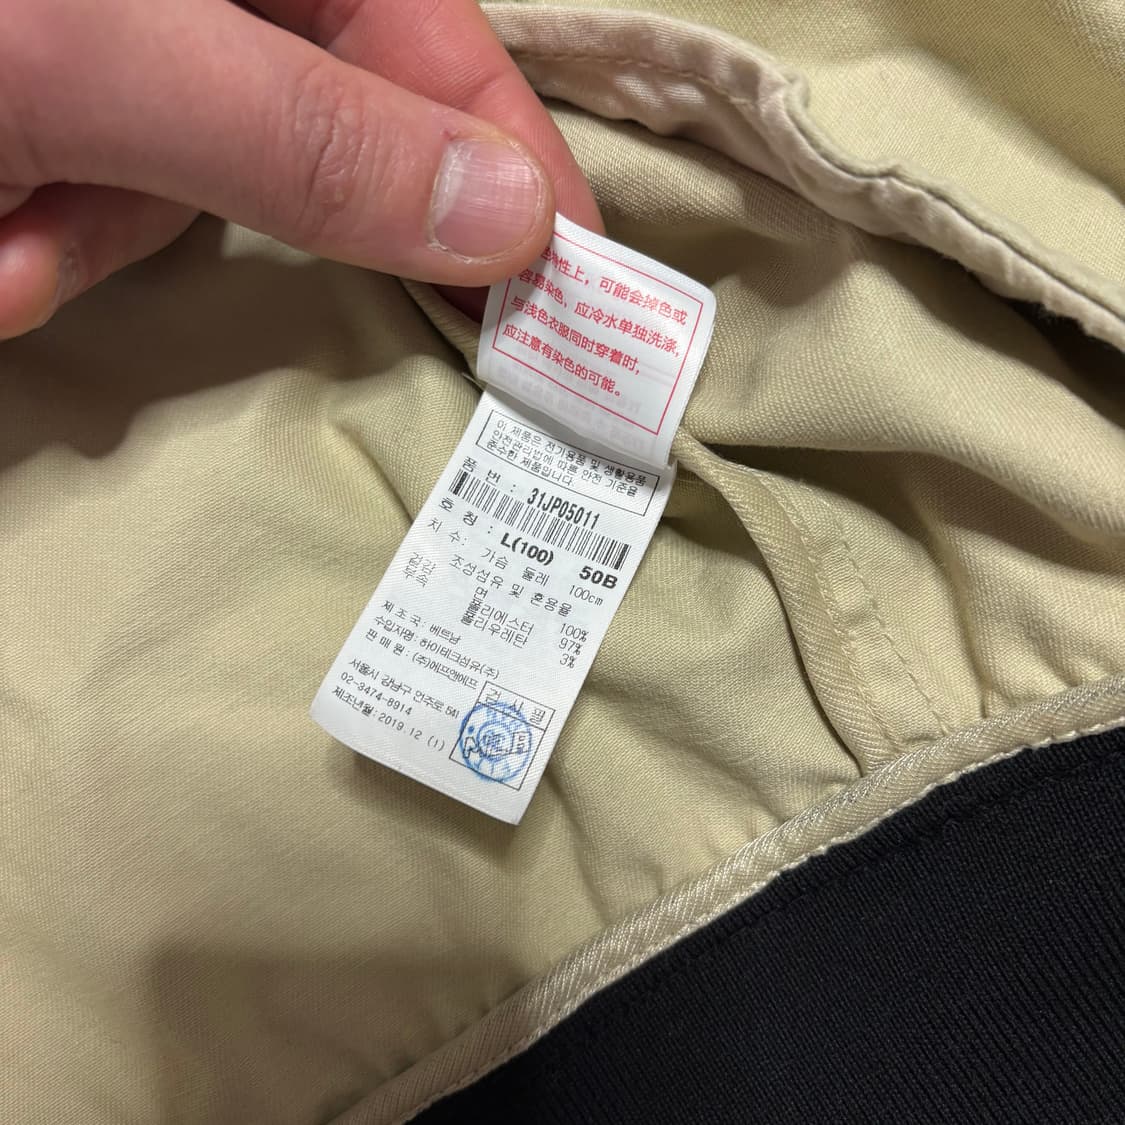 性上，可能会掉色或
容易染色、应冷水单独洗涤，
与浅色衣服同时穿着时，
应注意有染色的可能。
이 제품은 전기용품 및 생활용품
안전관리법에 따른 안전 기준을
준수한 제품입니다.
품 번 : 31JP05011
호 칭 : L(100) 50B
치 수: 가슴 둘레 100cm
조성섬유 및 혼용율
겉감 면 100%
부속 폴리에스터 97%
폴리우레탄 3%
제 조 국: 베트남
수입자명: 하이테크섬유(주)
판 매 원 : (주)에프앤에프
서울시 강남구 언주로 541
02-3474-8914
제조년월: 2019.12 (1)
검 사 필